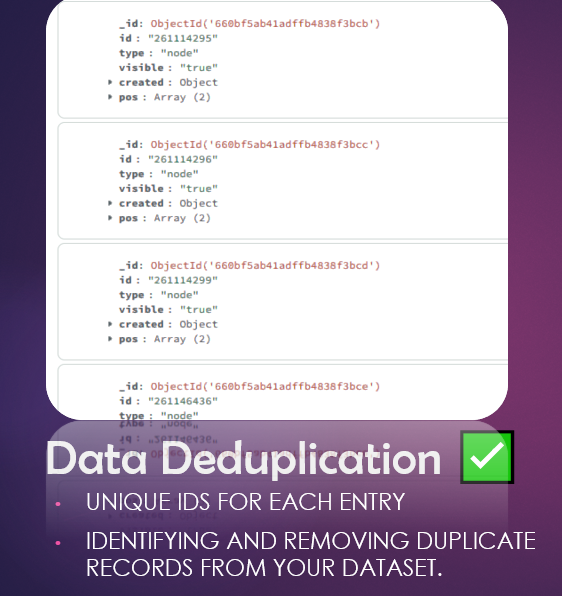 _id: ObjectId('660bf5ab41adffb4838f3bcb')
id : "261114295"
type : "node"
visible : "true"
created : Object
pos : Array (2)
_id: ObjectId('660bf5ab41adffb4838f3bcc')
id : "261114296"
type : "node"
visible : "true"
created : Object
pos : Array (2)
_id: ObjectId('660bf5ab41adffb4838f3bcd')
id : "261114299"
type : "node"
visible : "true"
created : Object
pos : Array (2)
_id: ObjectId('660bf5ab41adffb4838f3bce')
id : "261146436"
type : "node"
Data Deduplication ✅
• UNIQUE IDS FOR EACH ENTRY
• IDENTIFYING AND REMOVING DUPLICATE
RECORDS FROM YOUR DATASET.